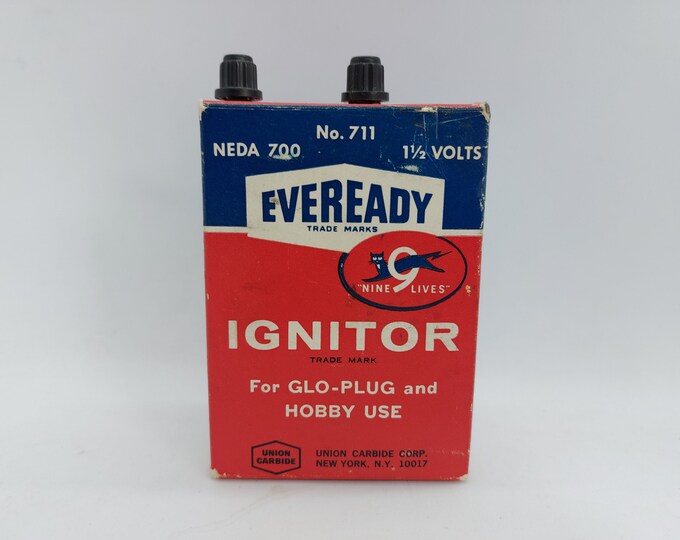 No. 711
NEDA 700 1½ VOLTS
EVEREADY
TRADE MARKS
9
"NINE LIVES"
IGNITOR
TRADE MARK
For GLO-PLUG and
HOBBY USE
UNION
CARBIDE
UNION CARBIDE CORP.
NEW YORK, N.Y. 10017